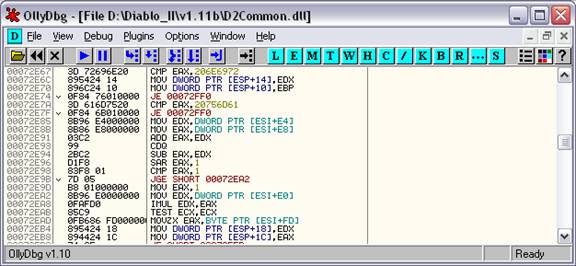 OllyDbg - [File D:\Diablo_II\v1.11b\D2Common.dll]
D File View Debug Plugins Options Window Help
L E M T W H C / K B R ... S ?
00072E67 3D 72696E20 CMP EAX,206E6972
00072E6C 895424 14 MOV DWORD PTR [ESP+14],EDX
00072E70 896C24 10 MOV DWORD PTR [ESP+10],EBP
00072E74 0F84 76010000 JE 00072FF0
00072E7A 3D 616D7520 CMP EAX,20756D61
00072E7F 0F84 6B010000 JE 00072FF0
00072E85 8B96 E4000000 MOV EDX,DWORD PTR [ESI+E4]
00072E8B 8B86 E8000000 MOV EAX,DWORD PTR [ESI+E8]
00072E91 03C2 ADD EAX,EDX
00072E93 99 CDQ
00072E94 2BC2 SUB EAX,EDX
00072E96 D1F8 SAR EAX,1
00072E98 83F8 01 CMP EAX,1
00072E9B 7D 05 JGE SHORT 00072EA2
00072E9D B8 01000000 MOV EAX,1
00072EA2 8B96 E0000000 MOV EDX,DWORD PTR [ESI+E0]
00072EA8 0FAFD0 IMUL EDX,EAX
00072EAB 85C9 TEST ECX,ECX
00072EAD 0FB686 FD000000 MOVZX EAX,BYTE PTR [ESI+FD]
00072EB4 895424 18 MOV DWORD PTR [ESP+18],EDX
00072EB8 894424 1C MOV DWORD PTR [ESP+1C],EAX
OllyDbg v1.10 Ready